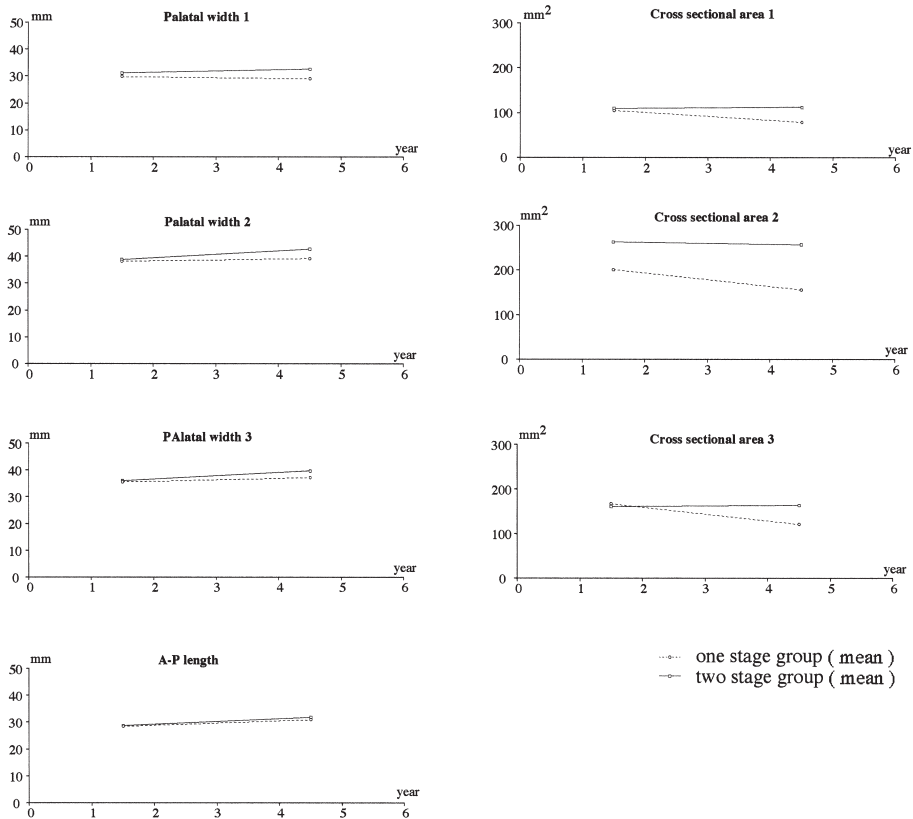 Palatal width 1
mm
50
40
30
20
10
0
0 1 2 3 4 5 6
year
Cross sectional area 1
mm2
300
200
100
0
0 1 2 3 4 5 6
year
Palatal width 2
mm
50
40
30
20
10
0
0 1 2 3 4 5 6
year
Cross sectional area 2
mm2
300
200
100
0
0 1 2 3 4 5 6
year
PAlatal width 3
mm
50
40
30
20
10
0
0 1 2 3 4 5 6
year
Cross sectional area 3
mm2
300
200
100
0
0 1 2 3 4 5 6
year
A-P length
mm
50
40
30
20
10
0
0 1 2 3 4 5 6
one stage group ( mean )
two stage group ( mean )